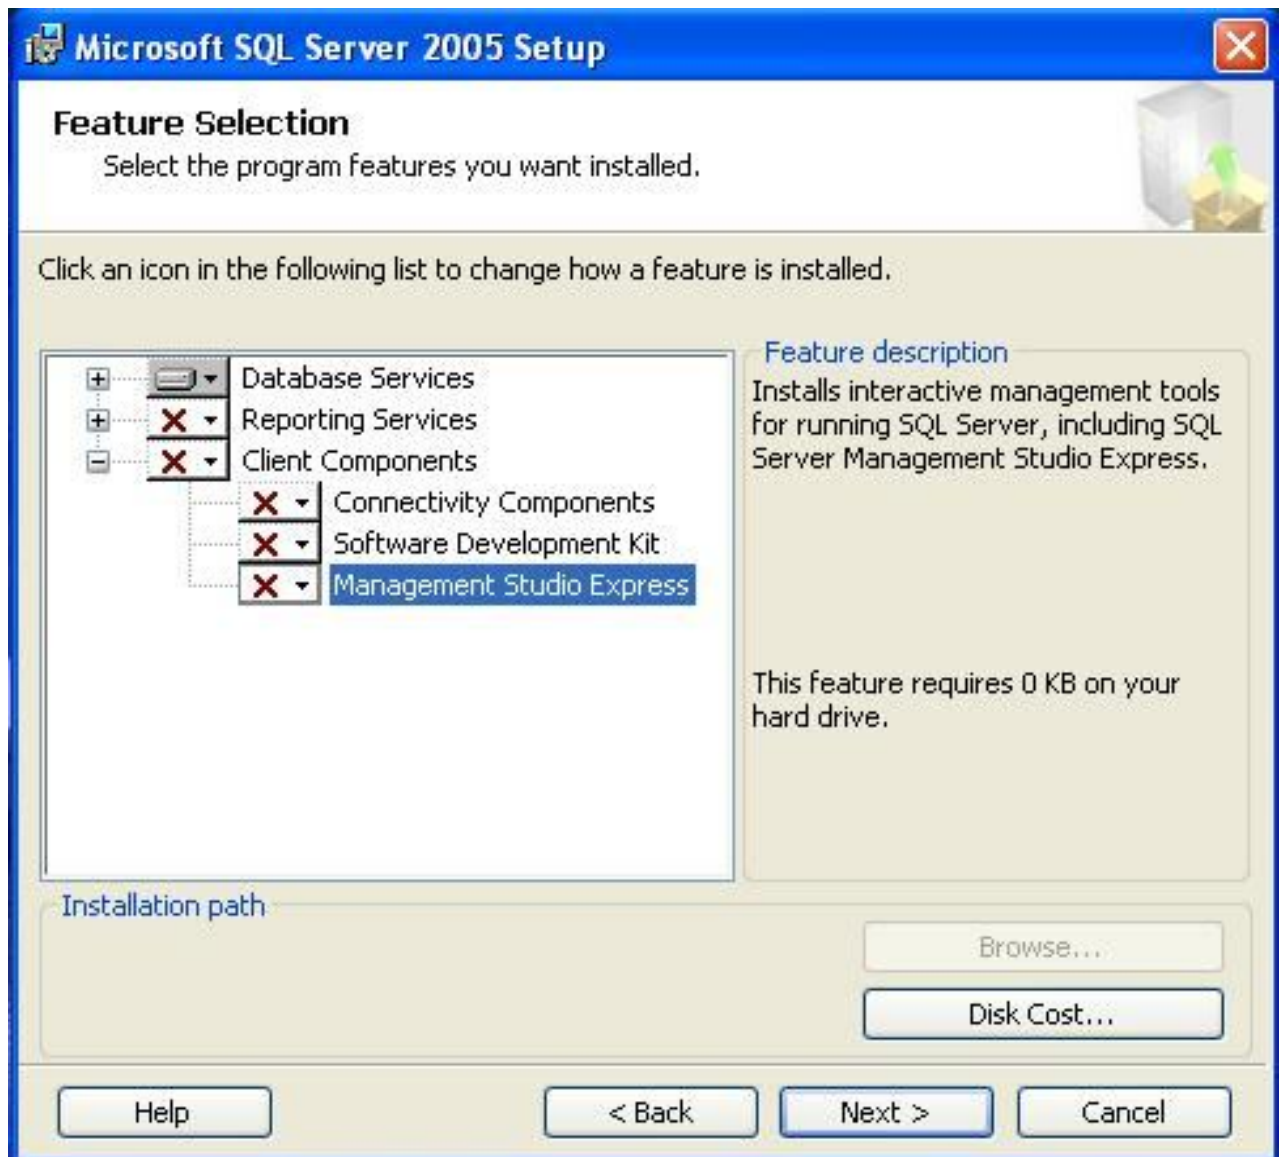 Microsoft SQL Server 2005 Setup
Feature Selection
Select the program features you want installed.
Click an icon in the following list to change how a feature is installed.
Database Services
Reporting Services
Client Components
Connectivity Components
Software Development Kit
Management Studio Express
Feature description
Installs interactive management tools
for running SQL Server, including SQL
Server Management Studio Express.
This feature requires 0 KB on your
hard drive.
Installation path
Browse...
Disk Cost...
Help
< Back
Next >
Cancel